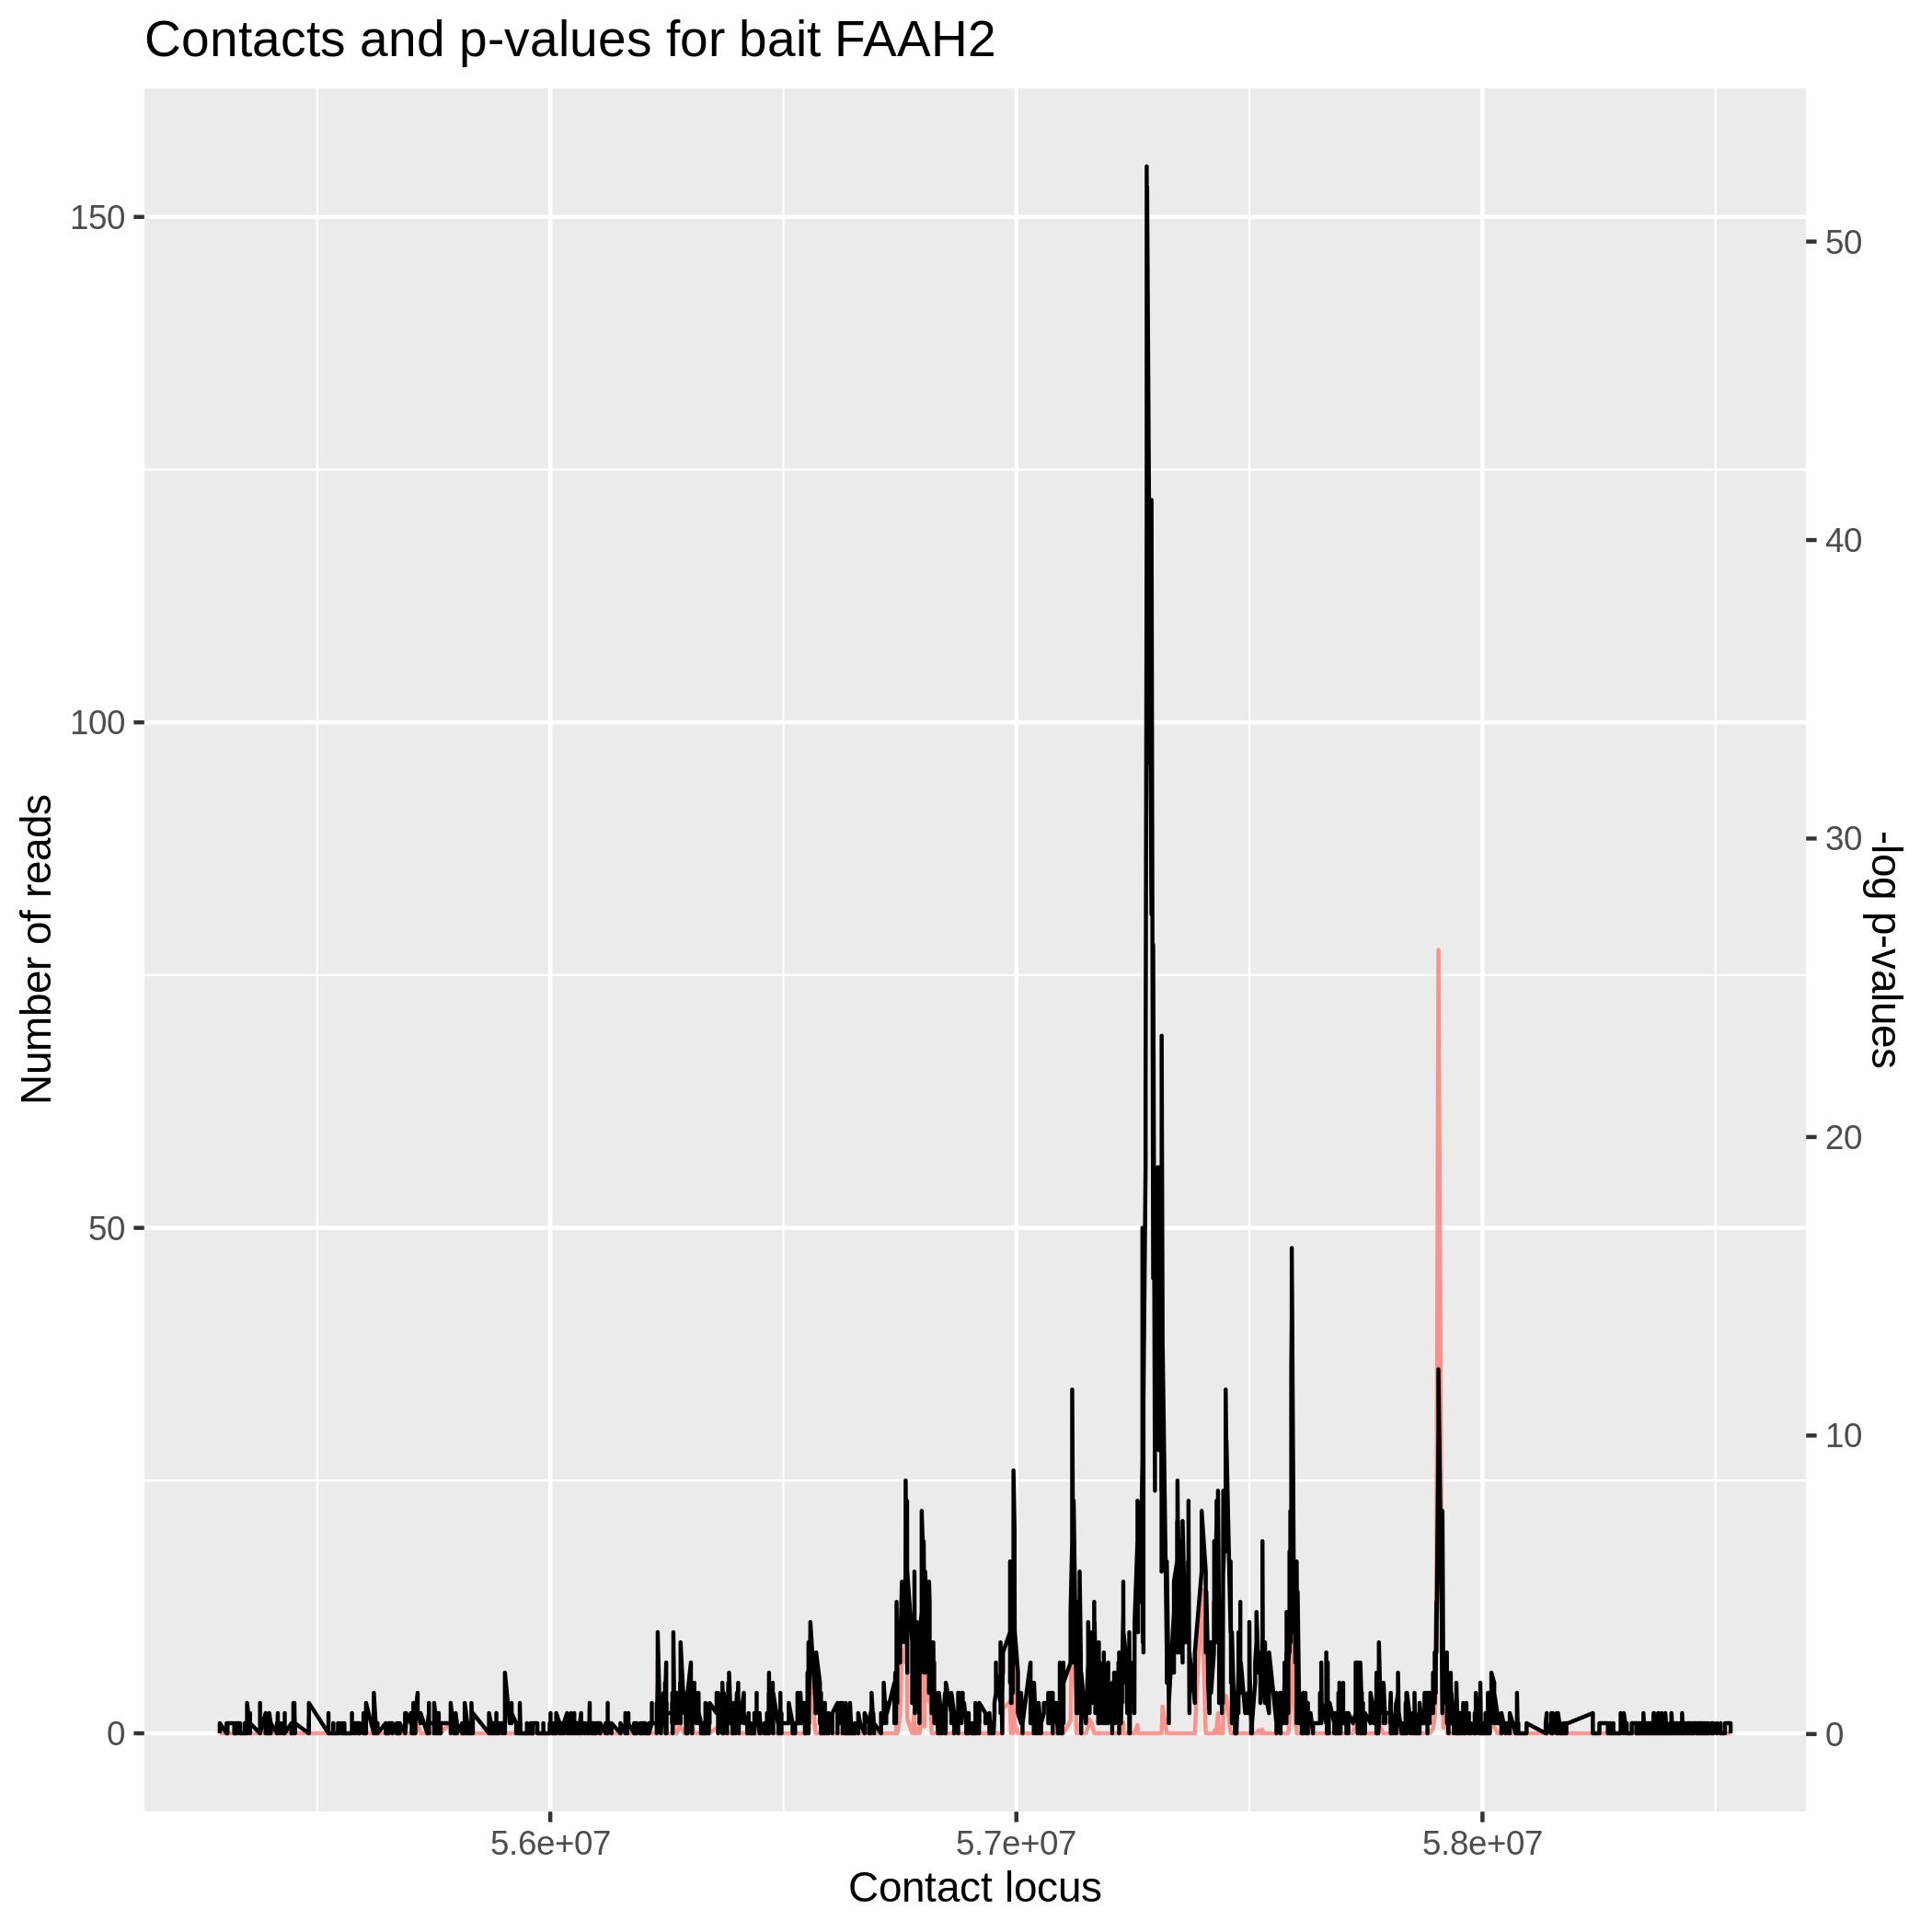 Contacts and p-values for bait FAAH2
150
100
50
0
Number of reads
50
40
30
20
10
0
-log p-values
5.6e+07
5.7e+07
5.8e+07
Contact locus